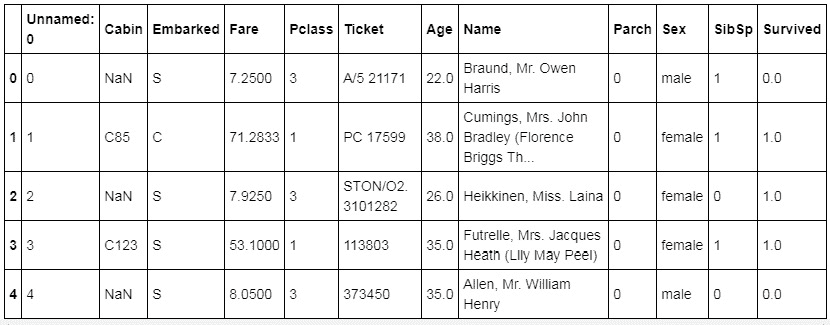 Unnamed: 0 Cabin Embarked Fare Pclass Ticket Age Name Parch Sex SibSp Survived
0 0 NaN S 7.2500 3 A/5 21171 22.0 Braund, Mr. Owen Harris 0 male 1 0.0
1 1 C85 C 71.2833 1 PC 17599 38.0 Cumings, Mrs. John Bradley (Florence Briggs Th... 0 female 1 1.0
2 2 NaN S 7.9250 3 STON/O2. 3101282 26.0 Heikkinen, Miss. Laina 0 female 0 1.0
3 3 C123 S 53.1000 1 113803 35.0 Futrelle, Mrs. Jacques Heath (Lily May Peel) 0 female 1 1.0
4 4 NaN S 8.0500 3 373450 35.0 Allen, Mr. William Henry 0 male 0 0.0